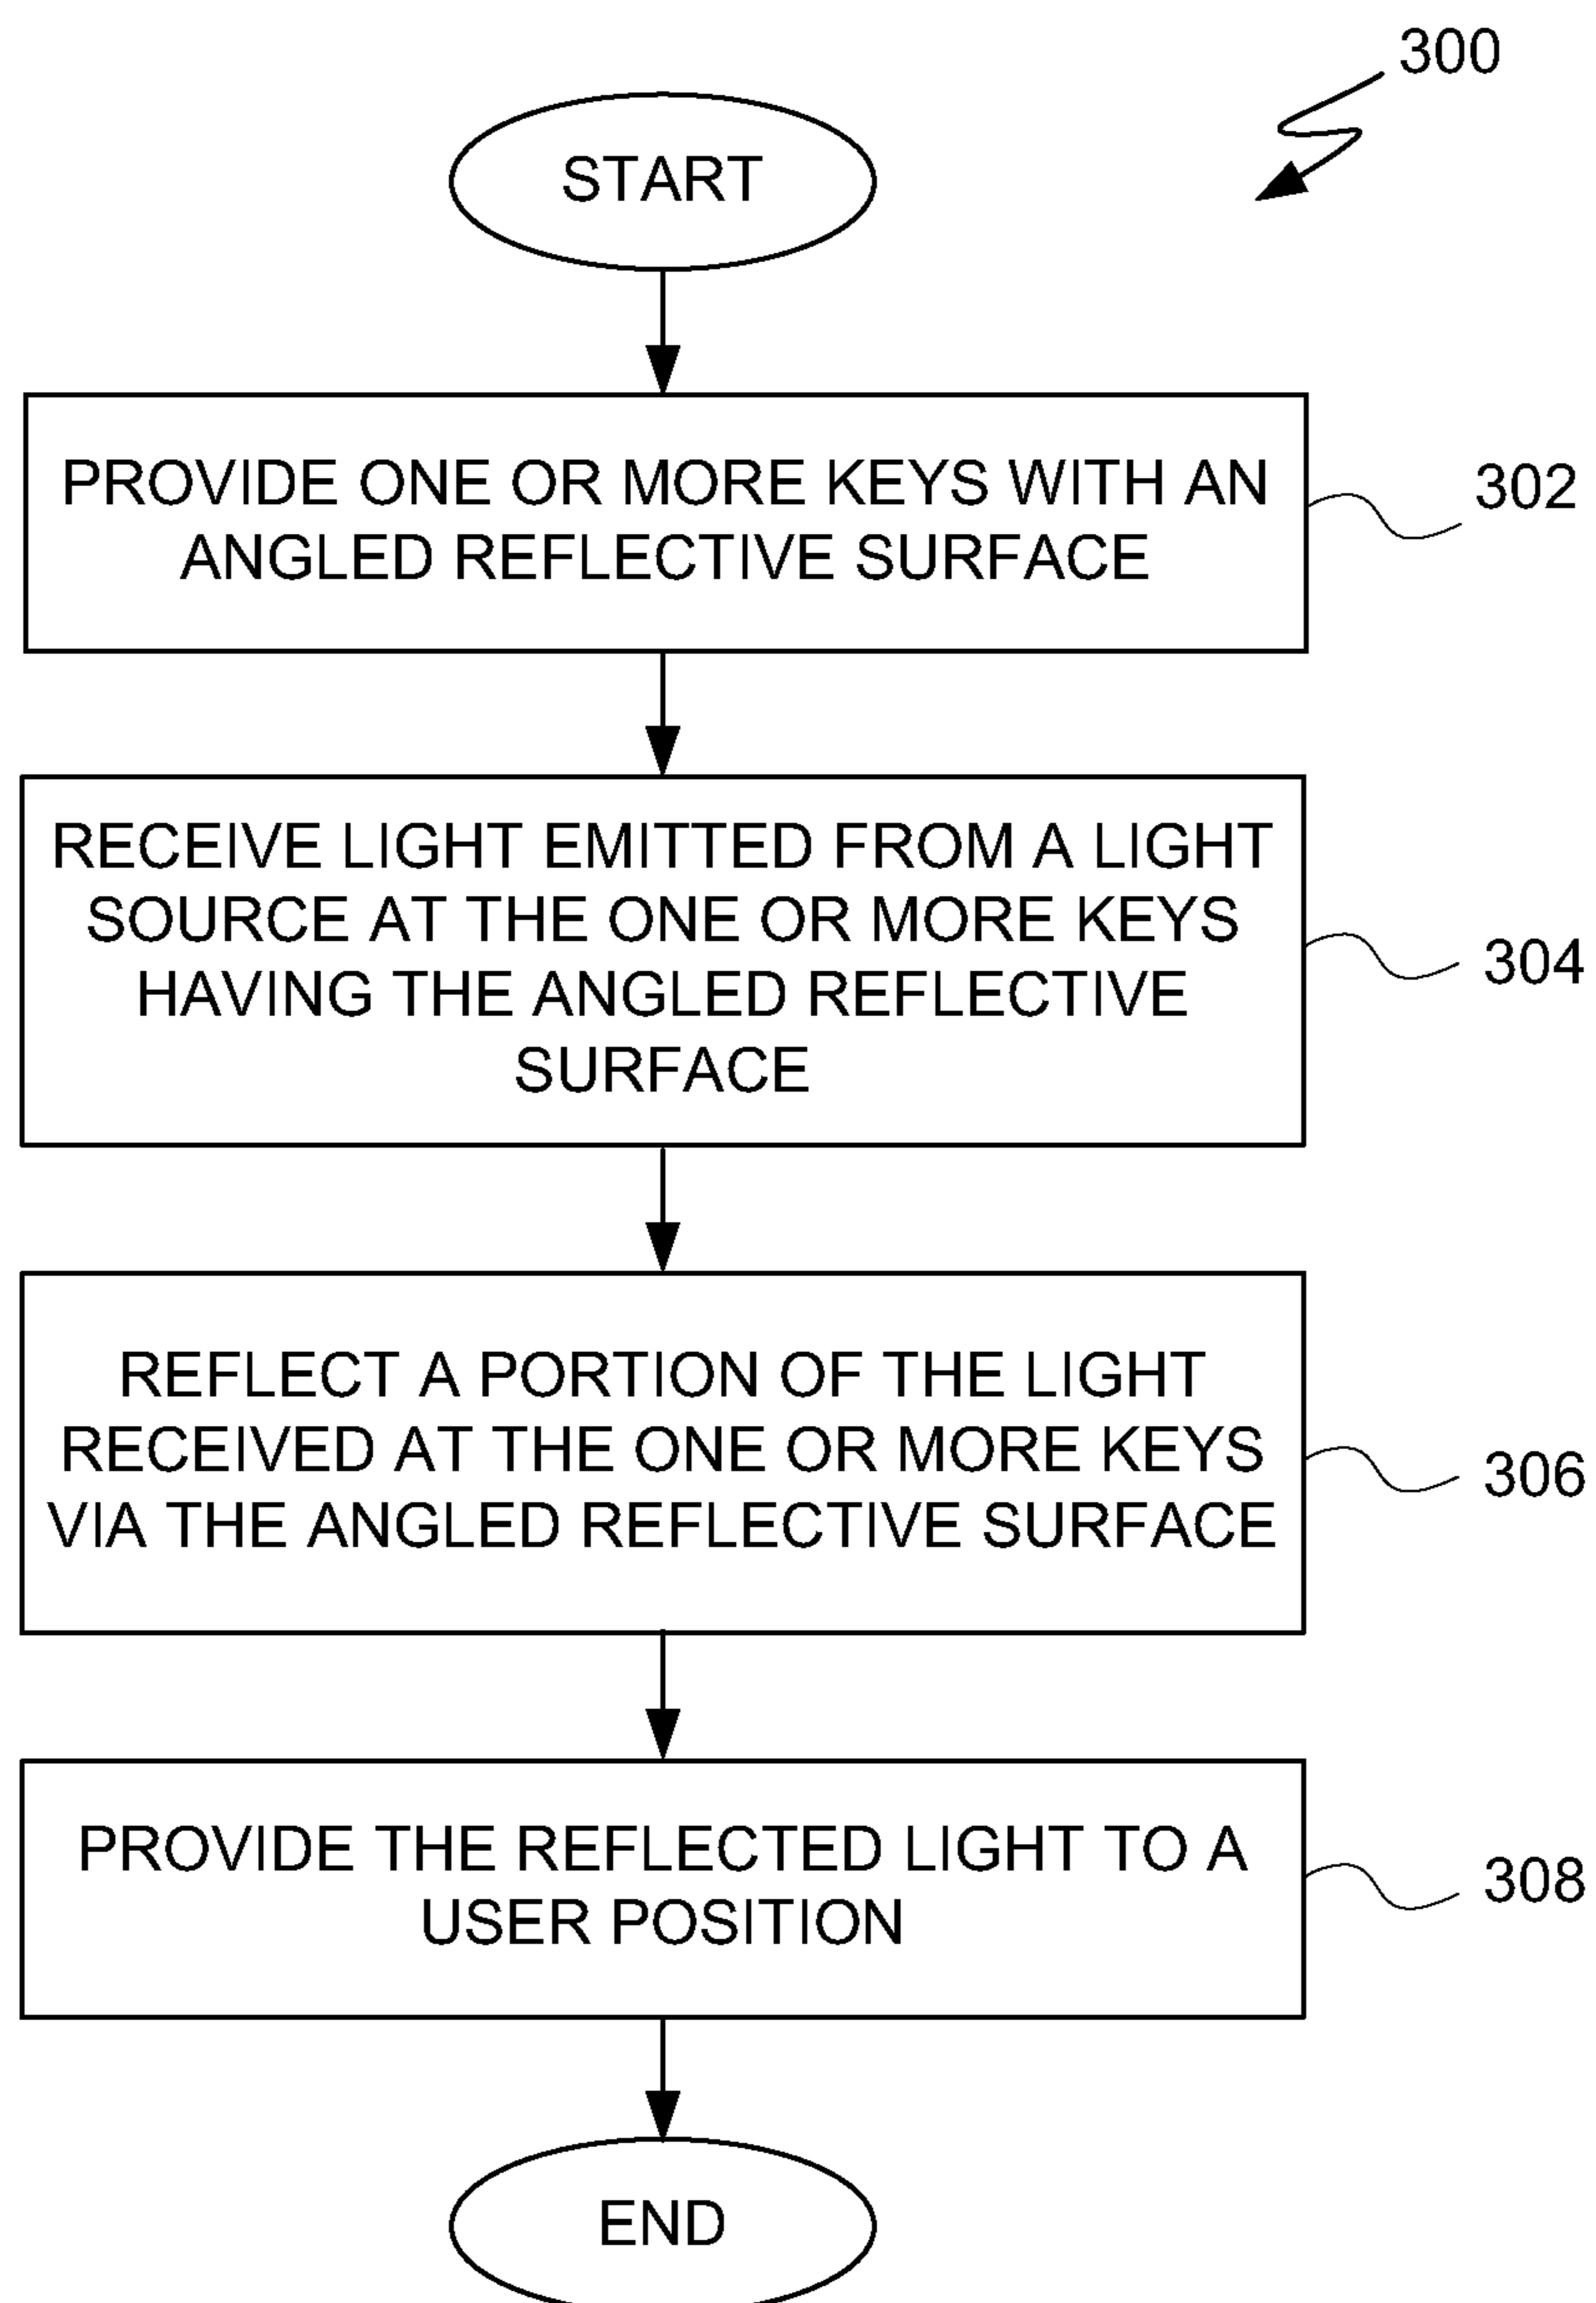 300
START
PROVIDE ONE OR MORE KEYS WITH AN
ANGLED REFLECTIVE SURFACE
302
RECEIVE LIGHT EMITTED FROM A LIGHT
SOURCE AT THE ONE OR MORE KEYS
HAVING THE ANGLED REFLECTIVE
SURFACE
304
REFLECT A PORTION OF THE LIGHT
RECEIVED AT THE ONE OR MORE KEYS
VIA THE ANGLED REFLECTIVE SURFACE
306
PROVIDE THE REFLECTED LIGHT TO A
USER POSITION
308
END